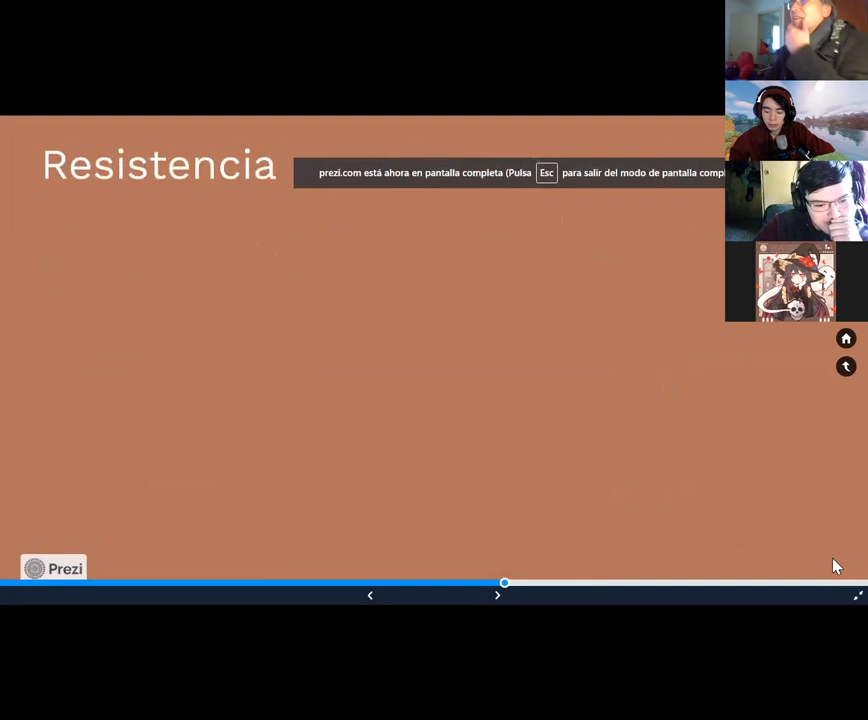 Resistencia
prezi.com está ahora en pantalla completa (Pulsa Esc para salir del modo de pantalla compl
Prezi